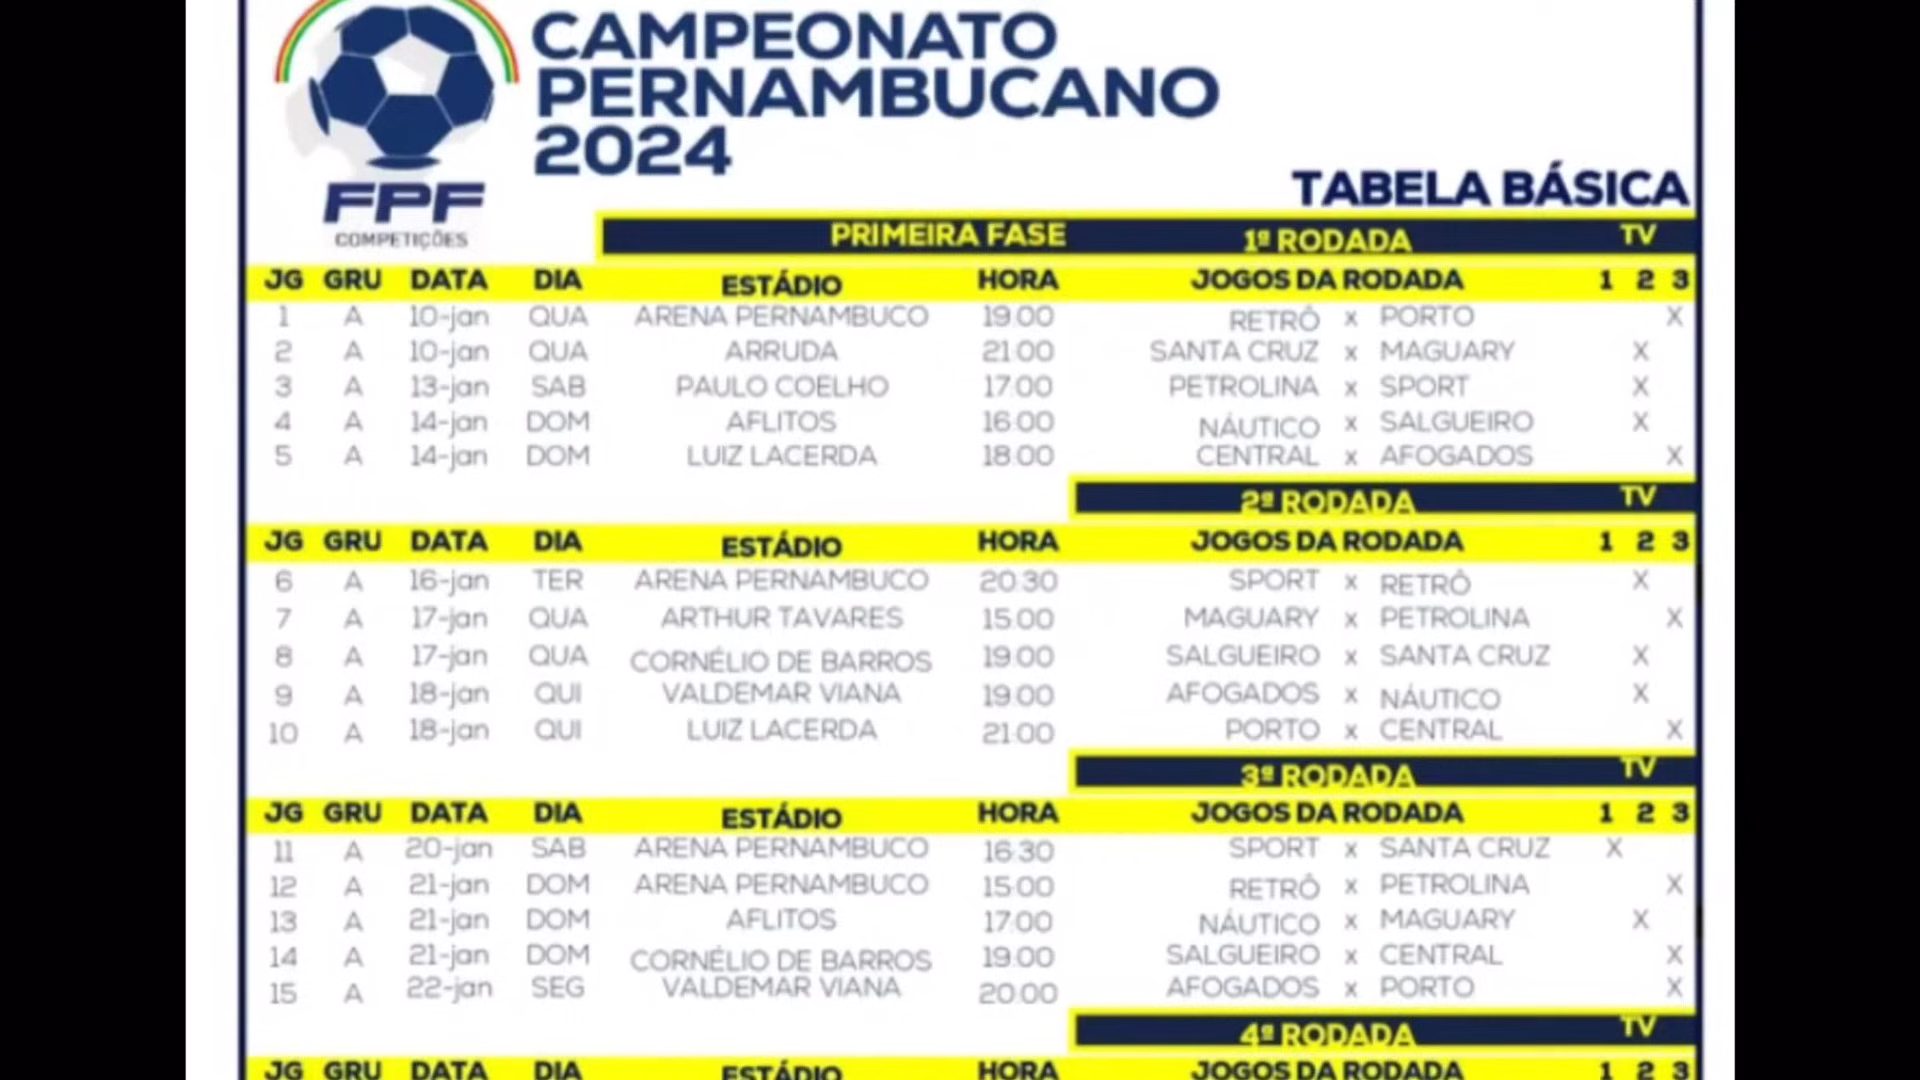 CAMPEONATO
PERNAMBUCANO
2024
FPF
COMPETIÇÕES
TABELA BÁSICA
PRIMEIRA FASE 1ª RODADA TV
JG GRU DATA DIA ESTÁDIO HORA JOGOS DA RODADA 1 2 3
1 A 10-jan QUA ARENA PERNAMBUCO 19:00 RETRÔ x PORTO X
2 A 10-jan QUA ARRUDA 21:00 SANTA CRUZ x MAGUARY X
3 A 13-jan SAB PAULO COELHO 17:00 PETROLINA x SPORT X
4 A 14-jan DOM AFLITOS 16:00 NÁUTICO x SALGUEIRO X
5 A 14-jan DOM LUIZ LACERDA 18:00 CENTRAL x AFOGADOS X
2ª RODADA TV
JG GRU DATA DIA ESTÁDIO HORA JOGOS DA RODADA 1 2 3
6 A 16-jan TER ARENA PERNAMBUCO 20:30 SPORT x RETRÔ X
7 A 17-jan QUA ARTHUR TAVARES 15:00 MAGUARY x PETROLINA X
8 A 17-jan QUA CORNÉLIO DE BARROS 19:00 SALGUEIRO x SANTA CRUZ X
9 A 18-jan QUI VALDEMAR VIANA 19:00 AFOGADOS x NÁUTICO X
10 A 18-jan QUI LUIZ LACERDA 21:00 PORTO x CENTRAL X
3ª RODADA TV
JG GRU DATA DIA ESTÁDIO HORA JOGOS DA RODADA 1 2 3
11 A 20-jan SAB ARENA PERNAMBUCO 16:30 SPORT x SANTA CRUZ X
12 A 21-jan DOM ARENA PERNAMBUCO 15:00 RETRÔ x PETROLINA X
13 A 21-jan DOM AFLITOS 17:00 NÁUTICO x MAGUARY X
14 A 21-jan DOM CORNÉLIO DE BARROS 19:00 SALGUEIRO x CENTRAL X
15 A 22-jan SEG VALDEMAR VIANA 20:00 AFOGADOS x PORTO X
4ª RODADA TV
JG GRU DATA DIA ESTÁDIO HORA JOGOS DA RODADA 1 2 3